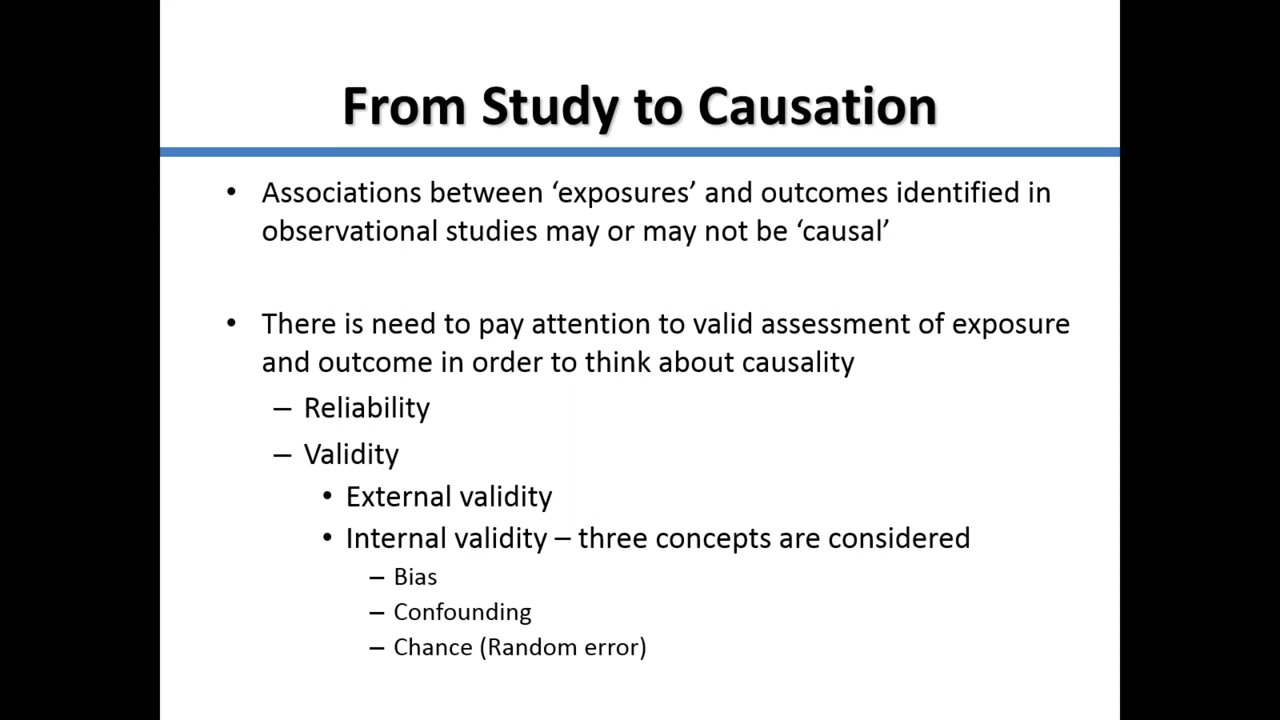 From Study to Causation
• Associations between ‘exposures’ and outcomes identified in
observational studies may or may not be ‘causal’
• There is need to pay attention to valid assessment of exposure
and outcome in order to think about causality
– Reliability
– Validity
• External validity
• Internal validity – three concepts are considered
– Bias
– Confounding
– Chance (Random error)